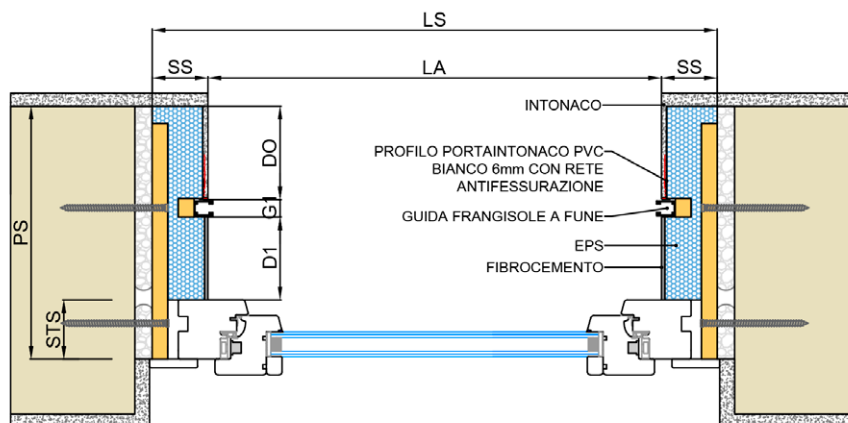 LS
SS
LA
SS
INTONACO
DO
PROFILO PORTAINTONACO PVC
BIANCO 6mm CON RETE
ANTIFESSURAZIONE
G1
GUIDA FRANGISOLE A FUNE
PS
EPS
D1
FIBROCEMENTO
STS